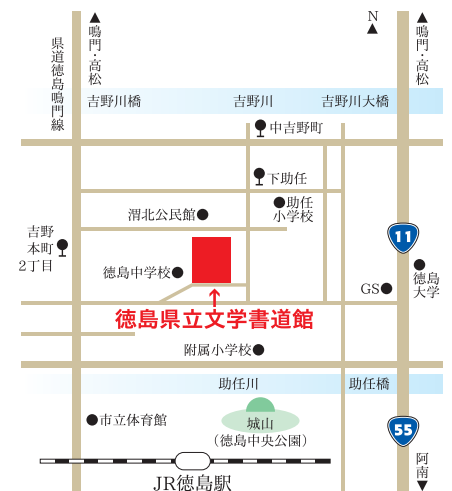 鳴門・高松
N
鳴門・高松
県道徳島鳴門線
吉野川橋
吉野川
吉野川大橋
中吉野町
下助任
助任
小学校
渭北公民館
吉野
本町
2丁目
徳島中学校
11
徳島
大学
GS
徳島県立文学書道館
附属小学校
助任川
助任橋
城山
(徳島中央公園)
市立体育館
55
阿南
JR徳島駅